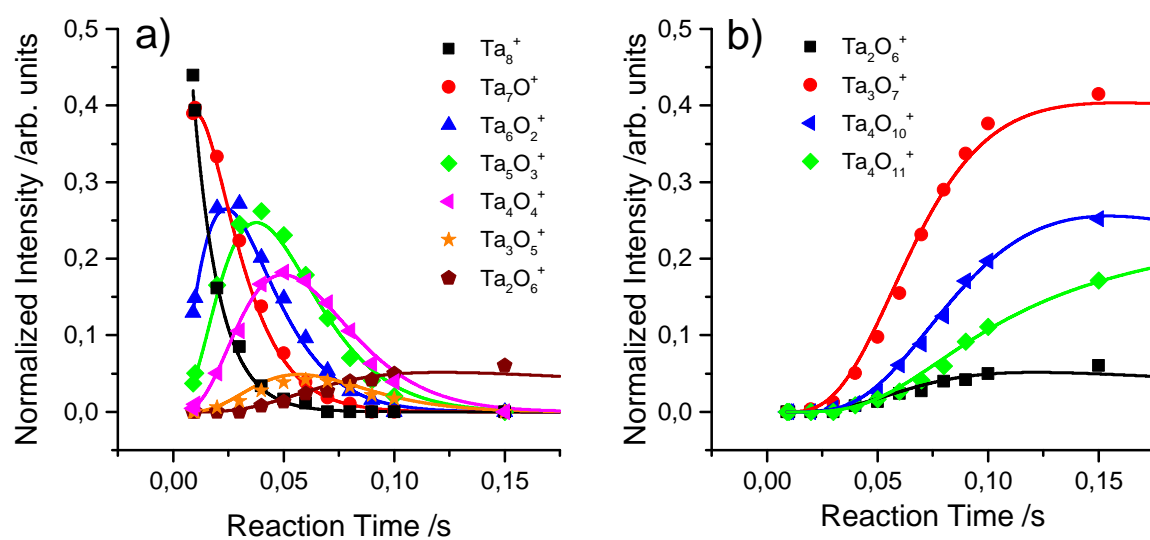 a)
Normalized Intensity /arb. units
0,5
0,4
0,3
0,2
0,1
0,0
Ta₈⁺
Ta₇O⁺
Ta₆O₂⁺
Ta₅O₃⁺
Ta₄O₄⁺
Ta₃O₅⁺
Ta₂O₆⁺
0,00 0,05 0,10 0,15
Reaction Time /s
b)
Normalized Intensity /arb. units
0,5
0,4
0,3
0,2
0,1
0,0
Ta₂O₆⁺
Ta₃O₇⁺
Ta₄O₁₀⁺
Ta₄O₁₁⁺
0,00 0,05 0,10 0,15
Reaction Time /s